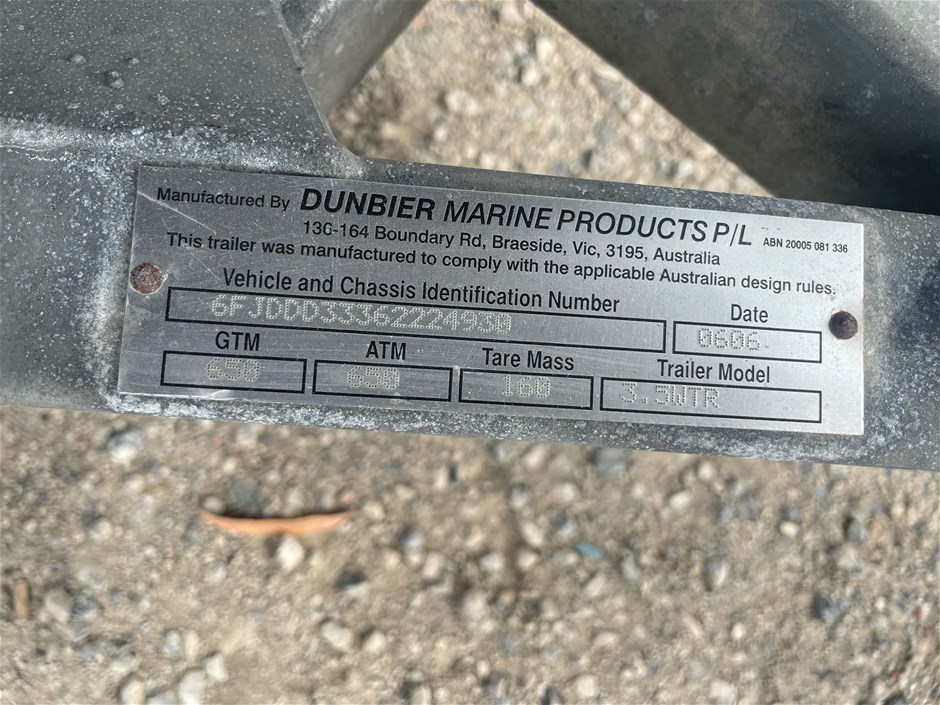 Manufactured By DUNBIER MARINE PRODUCTS P/L ABN 20005 081 336
136-164 Boundary Rd, Braeside, Vic, 3195, Australia
This trailer was manufactured to comply with the applicable Australian design rules.
Vehicle and Chassis Identification Number Date
6FJDDD33362224930 0606
GTM ATM Tare Mass Trailer Model
650 650 160 3.5WTR